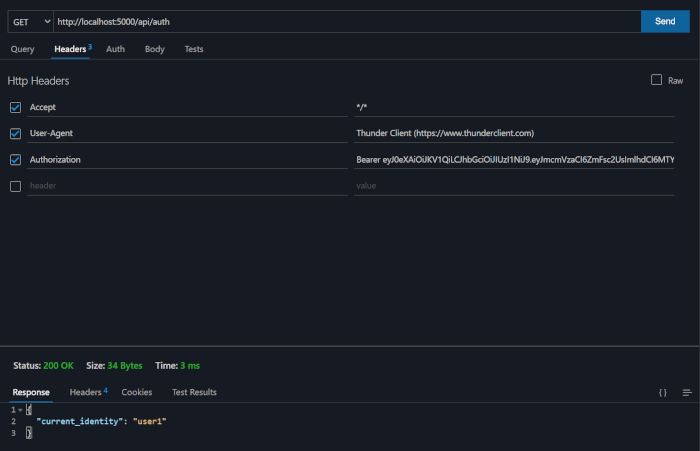 GET http://localhost:5000/api/auth Send
Query Headers 3 Auth Body Tests
Http Headers Raw
Accept */*
User-Agent Thunder Client (https://www.thunderclient.com)
Authorization Bearer eyJ0eXAiOiJKV1QiLCJhbGciOiJIUzI1NiJ9.eyJmcmVzaCI6ZmFsc2UsImlhdCI6MTY
header value
Status: 200 OK Size: 34 Bytes Time: 3 ms
Response Headers 4 Cookies Test Results { }
1 {
2 "current_identity": "user1"
3 }